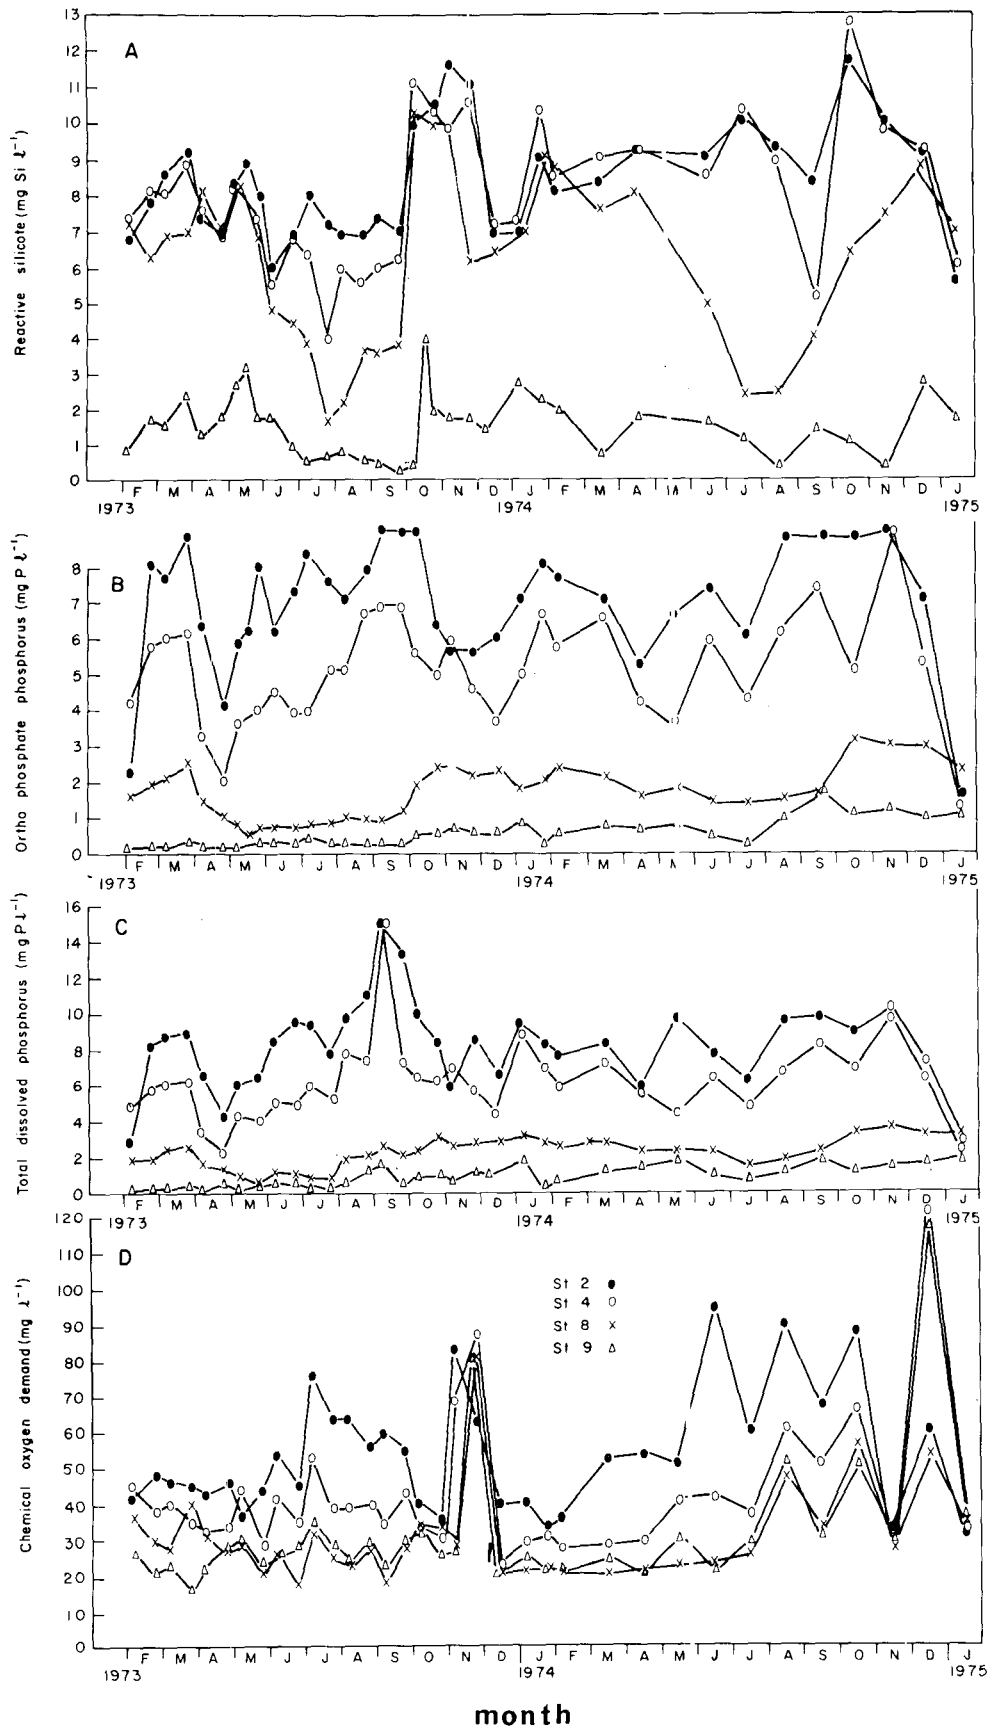 A
Reactive silicote (mg Si ℓ⁻¹)
13
12
11
10
9
8
7
6
5
4
3
2
1
0
F M A M J J A S O N D J F M A M J J A S O N D J
1973 1974 1975
B
Ortho phosphate phosphorus (mg P ℓ⁻¹)
8
7
6
5
4
3
2
1
0
F M A M J J A S O N D J F M A M J J A S O N D J
1973 1974 1975
C
Total dissolved phosphorus (mg P ℓ⁻¹)
16
14
12
10
8
6
4
2
0
F M A M J J A S O N D J F M A M J J A S O N D J
1973 1974 1975
D
Chemical oxygen demand (mg ℓ⁻¹)
120
110
100
90
80
70
60
50
40
30
20
10
0
St 2
St 4
St 8
St 9
F M A M J J A S O N D J F M A M J J A S O N D J
1973 1974 1975
month